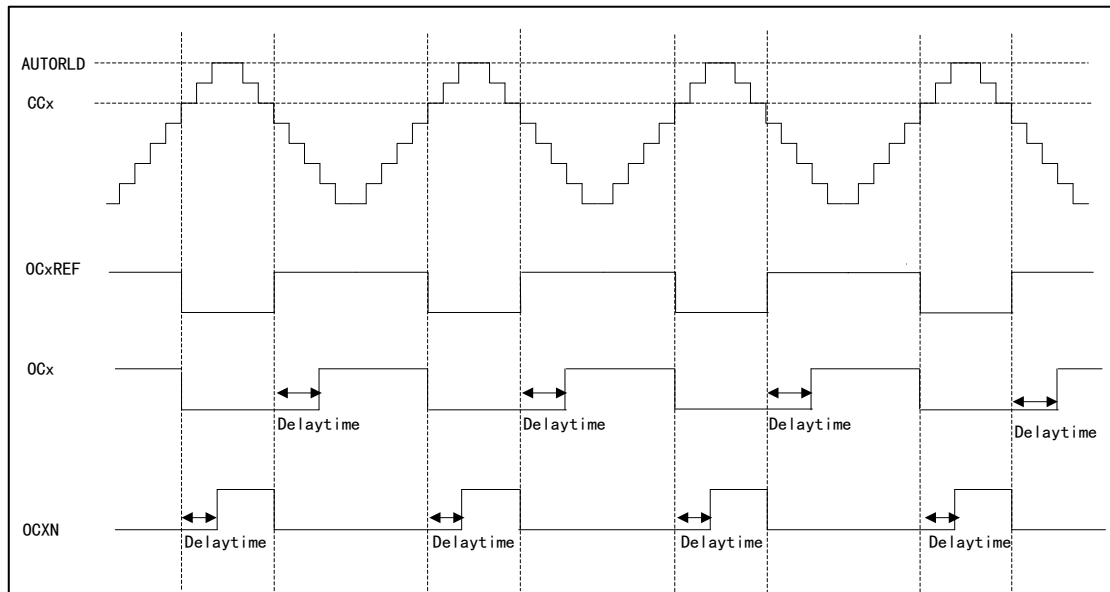 AUTORLD
CCx
OCxREF
OCx
Delaytime
Delaytime
Delaytime
Delaytime
OCXN
Delaytime
Delaytime
Delaytime
Delaytime